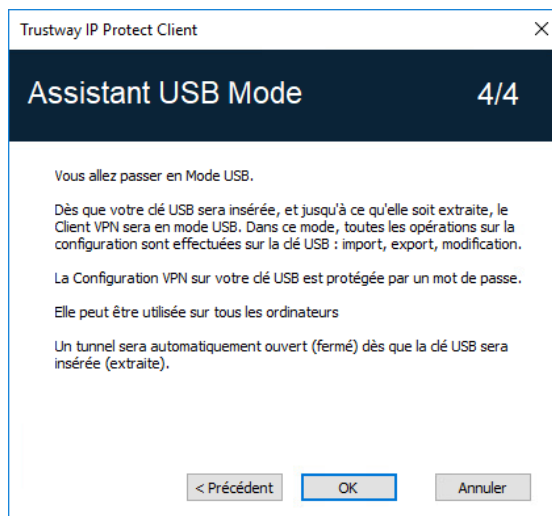 Trustway IP Protect Client
Assistant USB Mode 4/4
Vous allez passer en Mode USB.
Dès que votre clé USB sera insérée, et jusqu'à ce qu'elle soit extraite, le
Client VPN sera en mode USB. Dans ce mode, toutes les opérations sur la
configuration sont effectuées sur la clé USB : import, export, modification.
La Configuration VPN sur votre clé USB est protégée par un mot de passe.
Elle peut être utilisée sur tous les ordinateurs
Un tunnel sera automatiquement ouvert (fermé) dès que la clé USB sera
insérée (extraite).
< Précédent OK Annuler